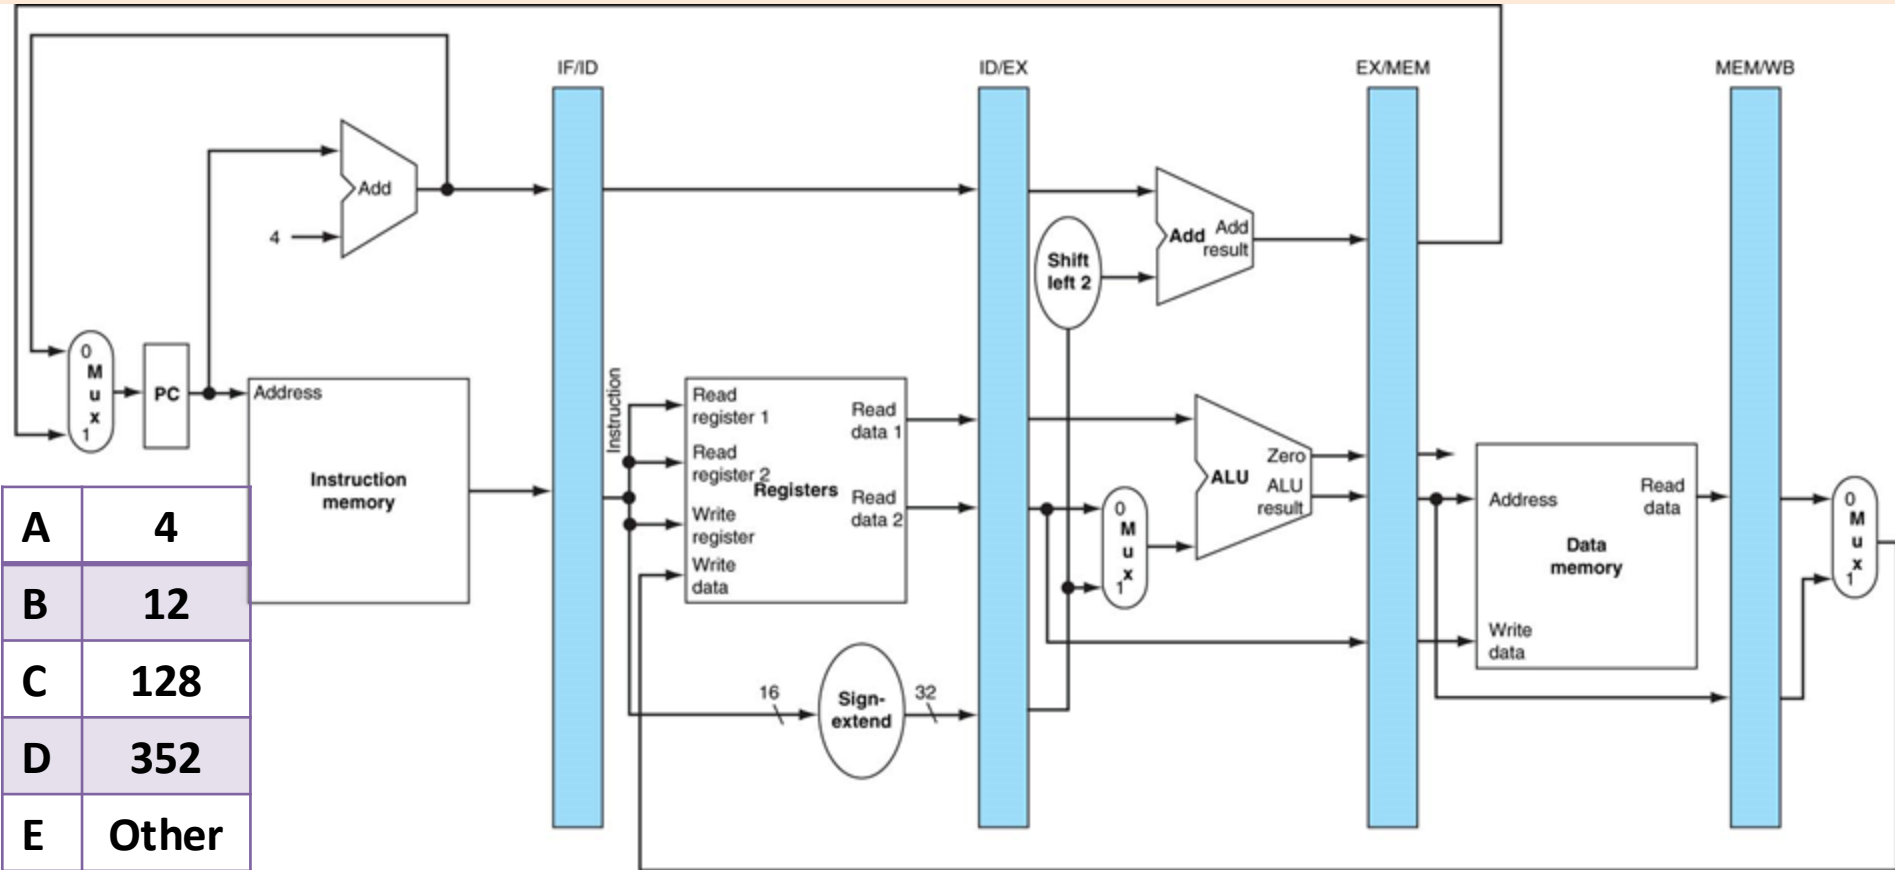 IF/ID
ID/EX
EX/MEM
MEM/WB
Add
4
Add
Add
result
Shift
left 2
0
M
u
x
1
PC
Address
Instruction
memory
Instruction
Read
register 1
Read
register 2
Write
register
Write
data
Registers
Read
data 1
Read
data 2
16
Sign-
extend
32
0
M
u
x
1
Zero
ALU
ALU
result
Address
Read
data
Data
memory
Write
data
0
M
u
x
1
A 4
B 12
C 128
D 352
E Other